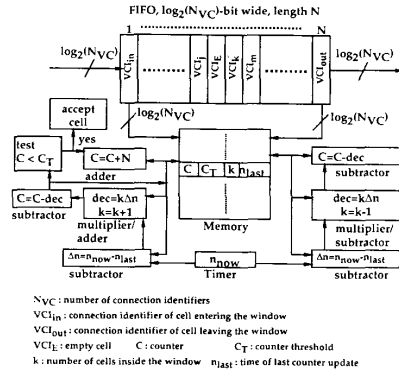 FIFO, log2(NVC)-bit wide, length N
1 N
log2(NVC) VCIin VCIj VCIE VCIk VCIm VCIout log2(NVC)
log2(NVC) log2(NVC)
accept
cell
yes
test
C < CT
C=C+N
adder
C CT k nlast
C=C-dec
subtractor
C=C-dec
subtractor
dec=kΔn
k=k+1
multiplier/
adder
Memory
dec=kΔn
k=k-1
multiplier/
subtractor
Δn=nnow-nlast
subtractor
nnow
Timer
Δn=nnow-nlast
subtractor
NVC : number of connection identifiers
VCIin : connection identifier of cell entering the window
VCIout : connection identifier of cell leaving the window
VCIE : empty cell C : counter CT : counter threshold
k : number of cells inside the window nlast : time of last counter update